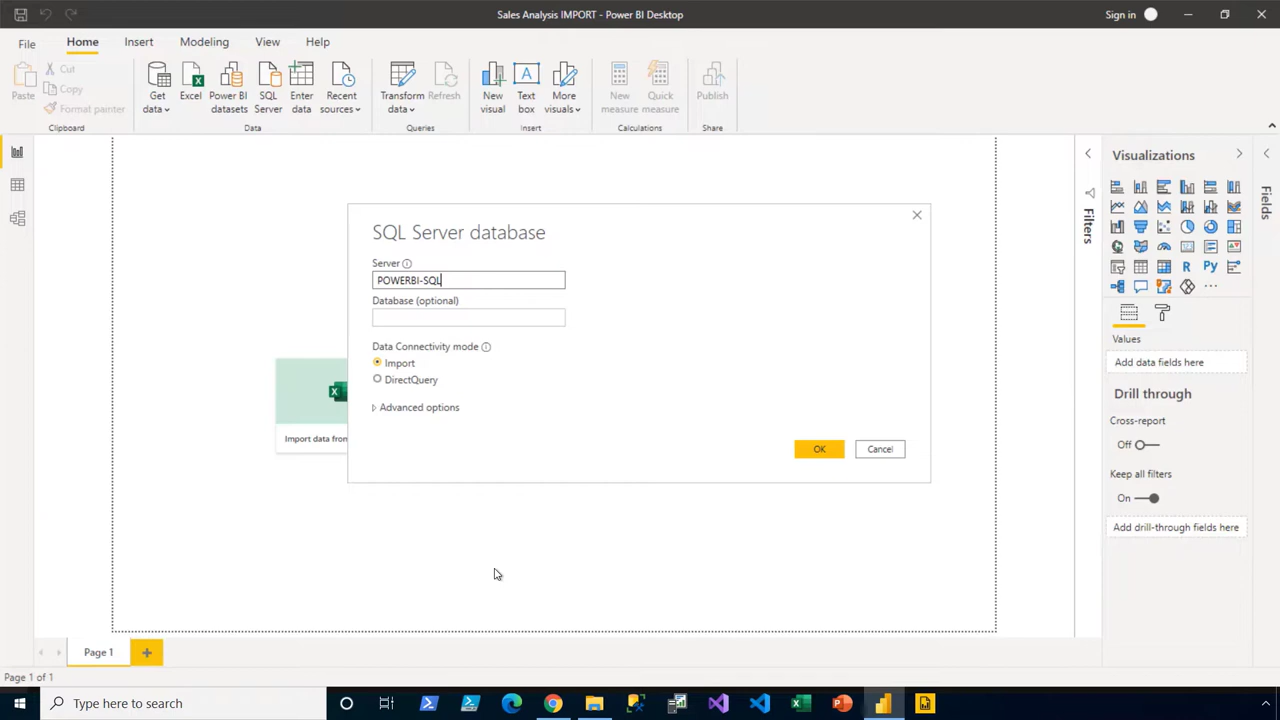 Sales Analysis IMPORT - Power BI Desktop
Sign in
File
Home
Insert
Modeling
View
Help
Paste
Cut
Copy
Format painter
Clipboard
Get
data
Excel
Power BI
datasets
SQL
Server
Enter
data
Recent
sources
Data
Transform
data
Refresh
Queries
New
visual
Text
box
More
visuals
Insert
New
measure
Quick
measure
Calculations
Publish
Share
SQL Server database
Server
POWERBI-SQL
Database (optional)
Data Connectivity mode
Import
DirectQuery
Advanced options
OK
Cancel
Import data from
Filters
Visualizations
R
Py
Values
Add data fields here
Drill through
Cross-report
Off
Keep all filters
On
Add drill-through fields here
Fields
Page 1
Page 1 of 1
Type here to search